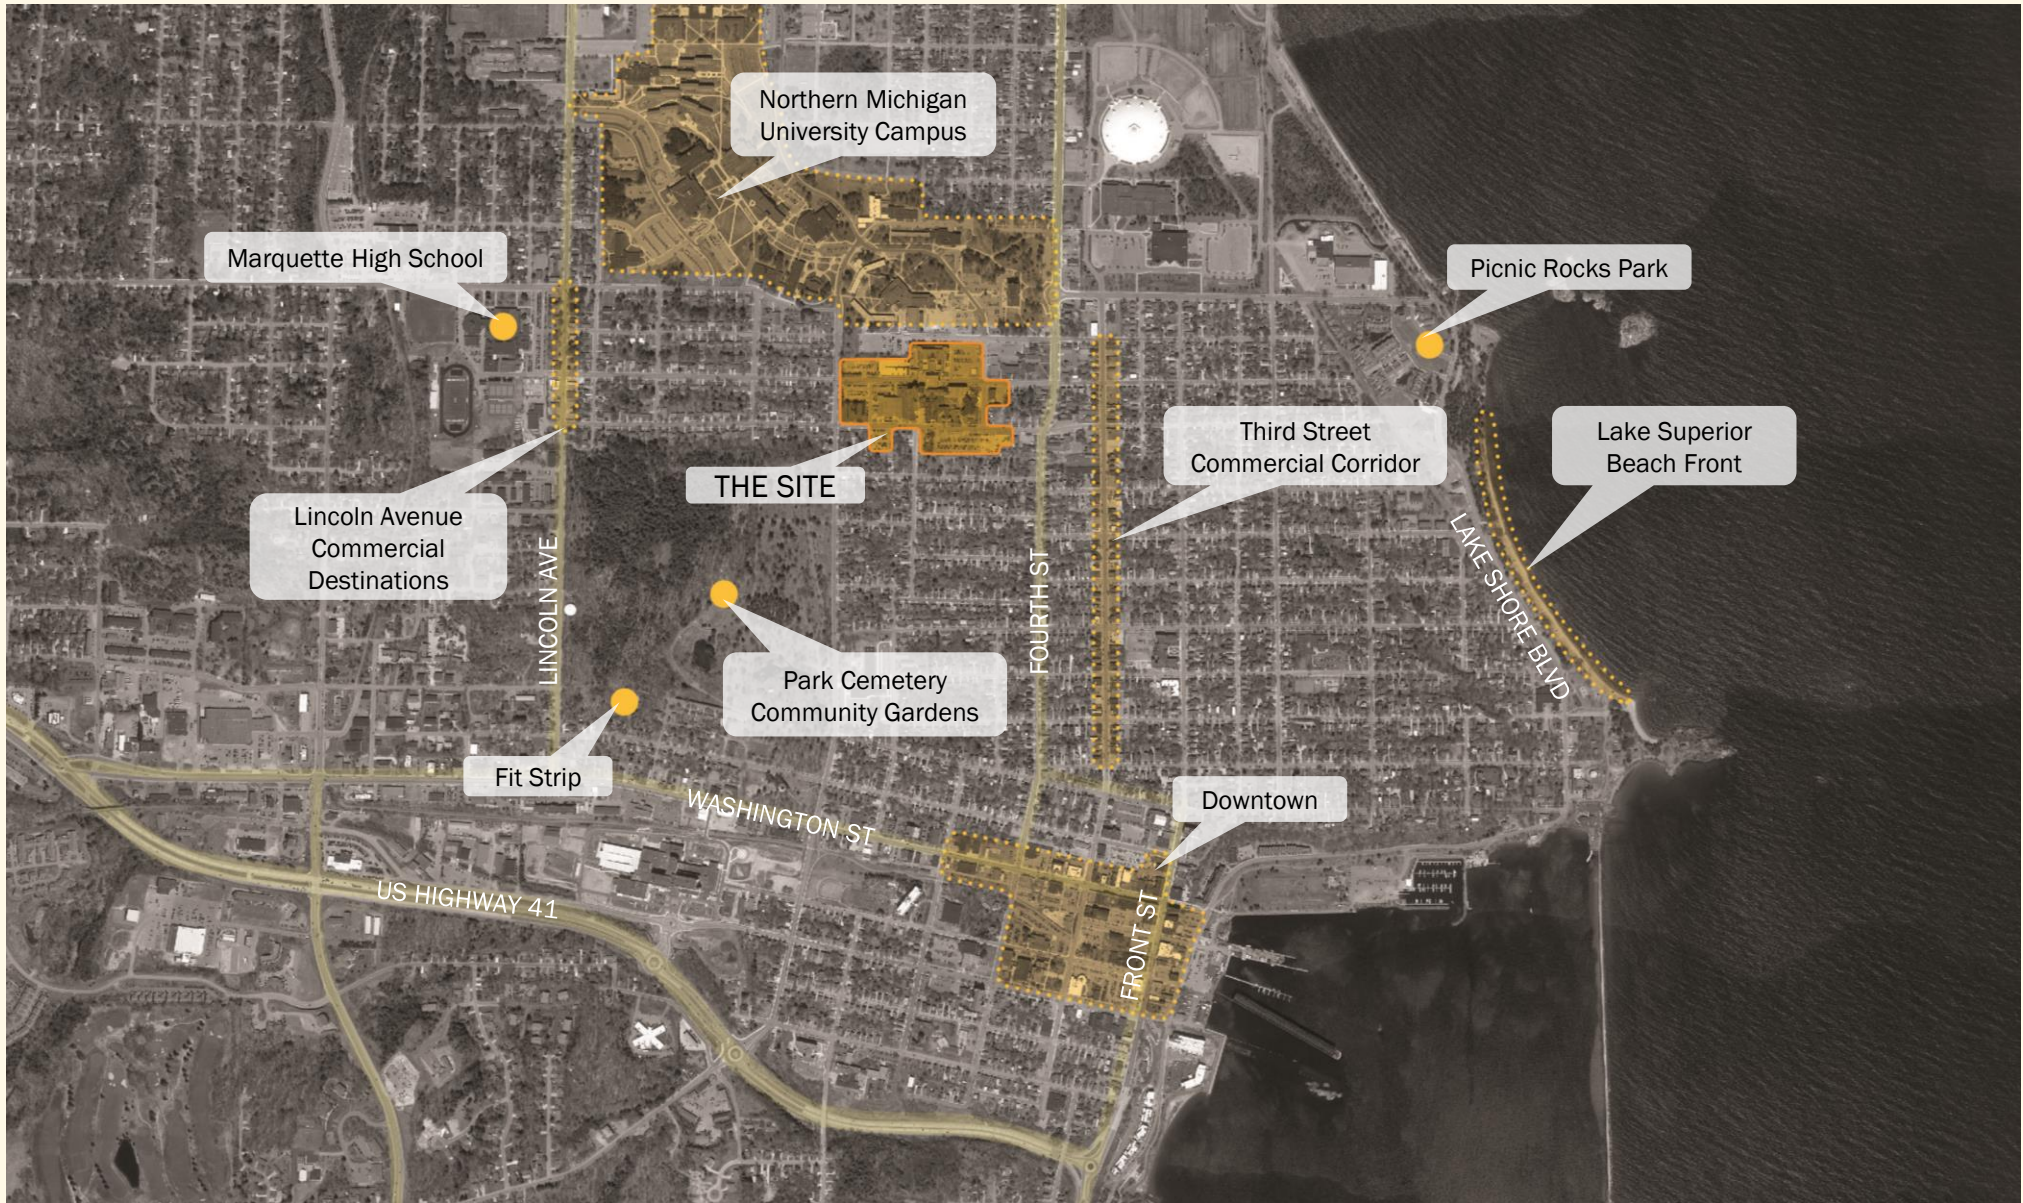 Northern Michigan
University Campus
Marquette High School
Picnic Rocks Park
Third Street
Commercial Corridor
Lake Superior
Beach Front
THE SITE
Lincoln Avenue
Commercial
Destinations
LINCOLN AVE
FOURTH ST
LAKE SHORE BLVD
Park Cemetery
Community Gardens
Fit Strip
Downtown
WASHINGTON ST
US HIGHWAY 41
FRONT ST